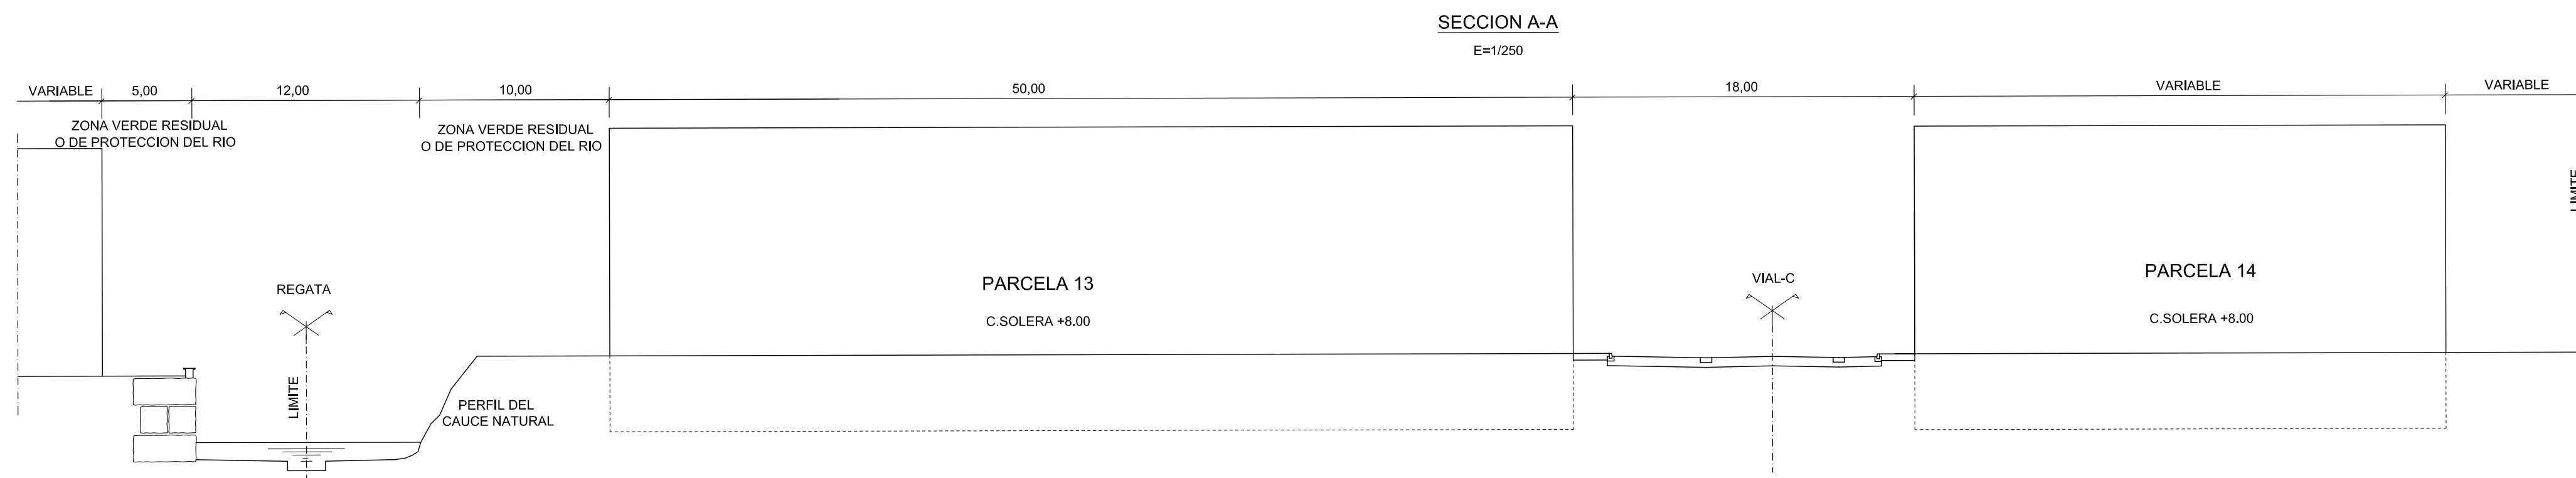 SECCION A-A
E=1/250
VARIABLE
5,00
12,00
10,00
50,00
18,00
VARIABLE
VARIABLE
ZONA VERDE RESIDUAL
O DE PROTECCION DEL RIO
ZONA VERDE RESIDUAL
O DE PROTECCION DEL RIO
LIMITE
REGATA
PARCELA 13
C.SOLERA +8.00
VIAL-C
PARCELA 14
C.SOLERA +8.00
LIMITE
PERFIL DEL
CAUCE NATURAL